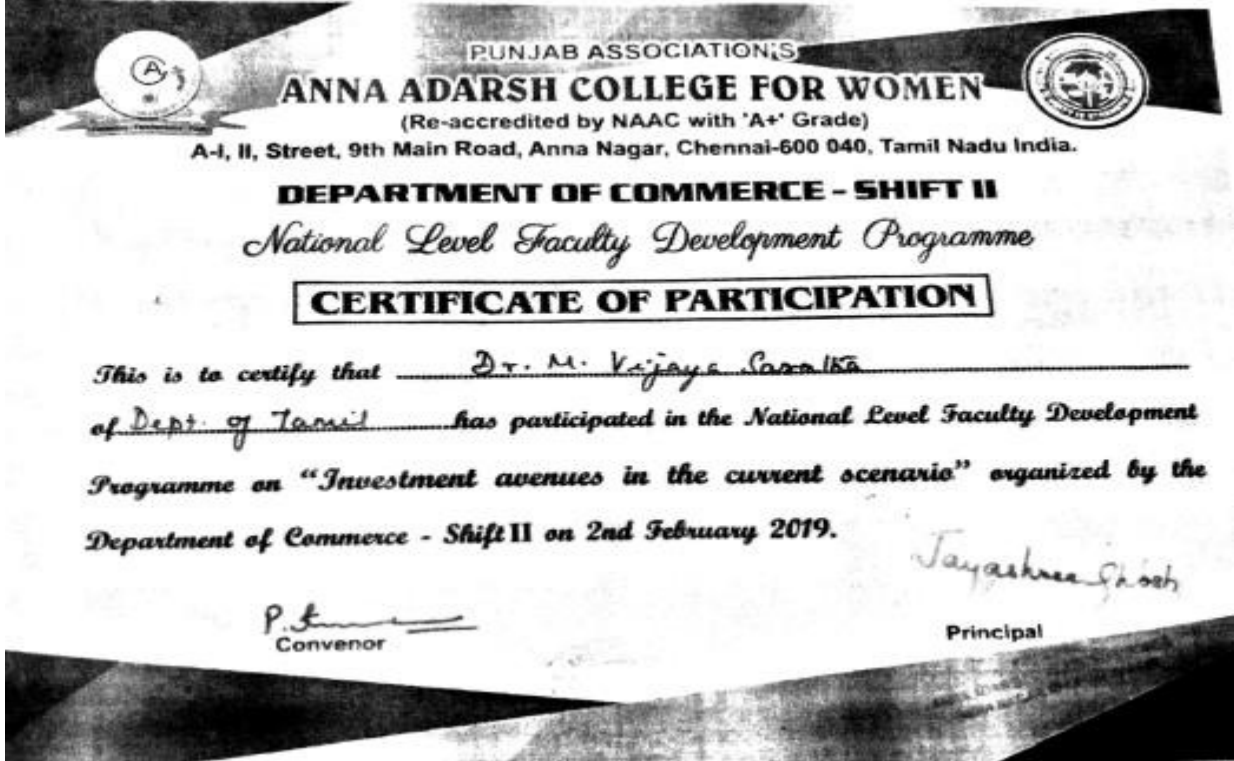 PUNJAB ASSOCIATION'S
ANNA ADARSH COLLEGE FOR WOMEN
(Re-accredited by NAAC with 'A+' Grade)
A-I, II, Street, 9th Main Road, Anna Nagar, Chennai-600 040, Tamil Nadu India.
DEPARTMENT OF COMMERCE - SHIFT II
National Level Faculty Development Programme
CERTIFICATE OF PARTICIPATION
This is to certify that Dr. M. Vijaya
of Dept. of Tamil has participated in the National Level Faculty Development
Programme on "Investment avenues in the current scenario" organized by the
Department of Commerce - Shift II on 2nd February 2019.
Jayashree Ghosh
P.
Convenor
Principal